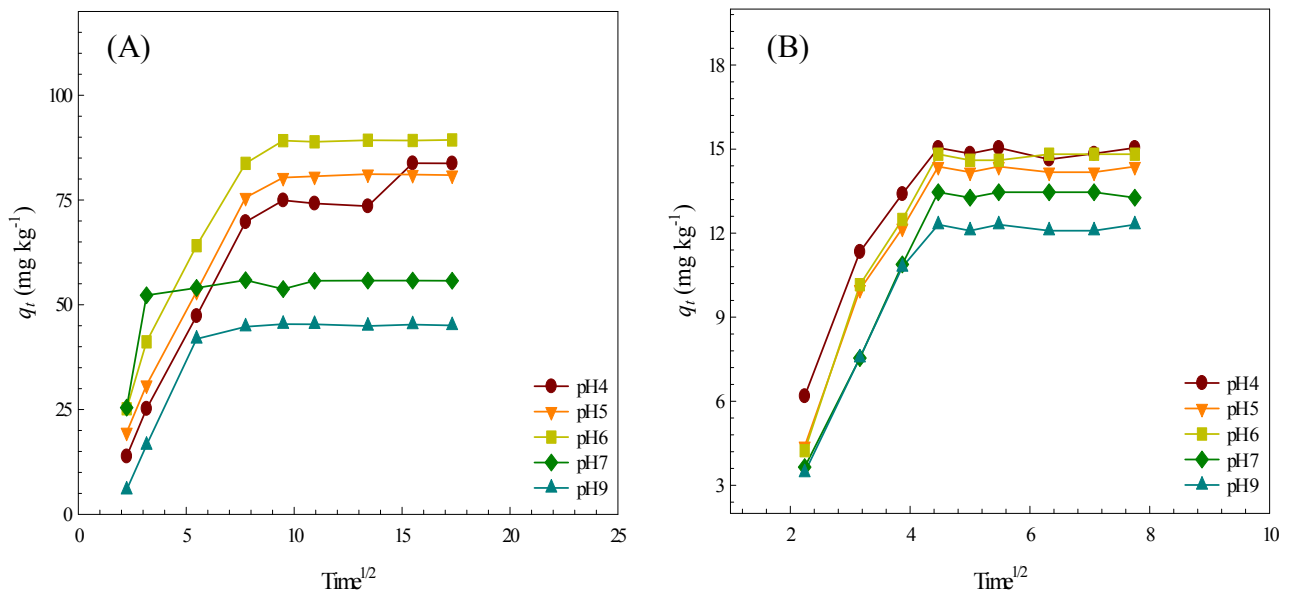 (A)
q_t (mg kg⁻¹)
100
75
50
25
0
0 5 10 15 20 25
Time^1/2
pH4
pH5
pH6
pH7
pH9
(B)
q_t (mg kg⁻¹)
18
15
12
9
6
3
2 4 6 8 10
Time^1/2
pH4
pH5
pH6
pH7
pH9